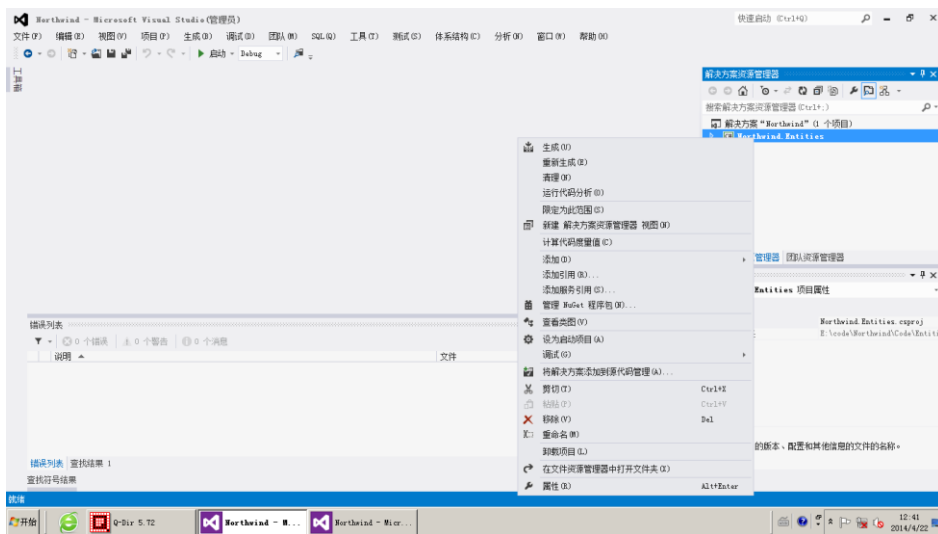 Northwind - Microsoft Visual Studio(管理员)
快速启动 (Ctrl+Q)
文件(F) 编辑(E) 视图(V) 项目(P) 生成(B) 调试(D) 团队(M) SQL(Q) 工具(T) 测试(S) 体系结构(C) 分析(N) 窗口(W) 帮助(H)
启动 Debug
工具箱
解决方案资源管理器
搜索解决方案资源管理器(Ctrl+;)
解决方案"Northwind"(1 个项目)
Northwind.Entities
生成(U)
重新生成(E)
清理(N)
运行代码分析(D)
限定为此范围(S)
新建 解决方案资源管理器 视图(W)
计算代码度量值(C)
添加(D)
添加引用(R)...
添加服务引用(S)...
管理 NuGet 程序包(N)...
查看类图(V)
设为启动项目(A)
调试(G)
将解决方案添加到源代码管理(A)...
剪切(T) Ctrl+X
粘贴(P) Ctrl+V
移除(V) Del
重命名(M)
卸载项目(L)
在文件资源管理器中打开文件夹(X)
属性(R) Alt+Enter
管理器 团队资源管理器
Entities 项目属性
Northwind.Entities.csproj
E:\code\Northwind\Code\Entiti
的版本、配置和其他信息的文件的名称。
错误列表
0 个错误 0 个警告 0 个消息
说明 文件
错误列表 查找结果 1
查找符号结果
就绪
开始 Q-Dir 5.72 Northwind - M... Northwind - Micr...
12:41
2014/4/22